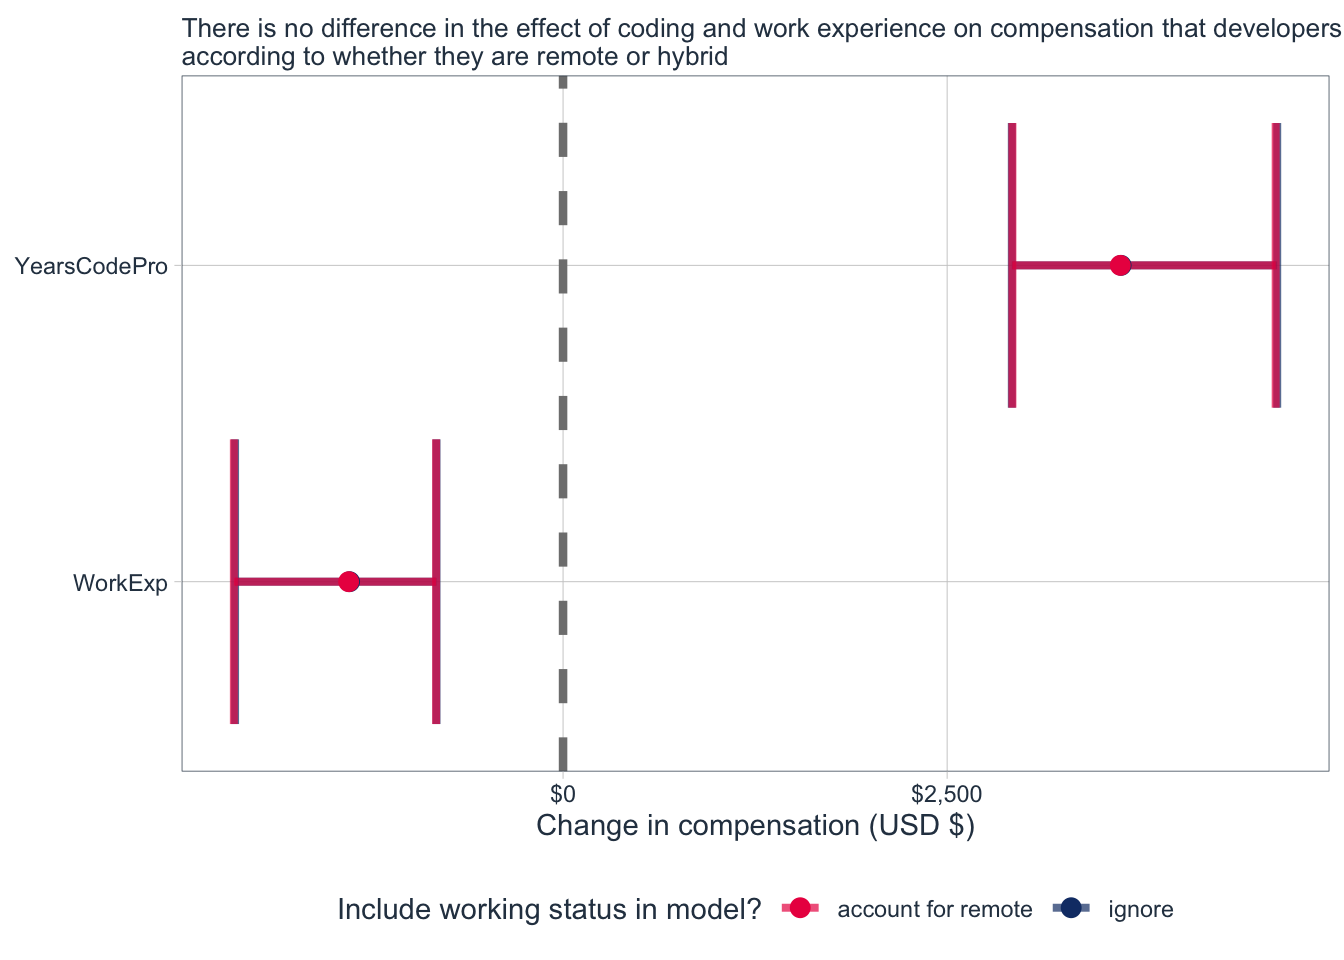 There is no difference in the effect of coding and work experience on compensation that developers
according to whether they are remote or hybrid
YearsCodePro
WorkExp
$0
$2,500
Change in compensation (USD $)
Include working status in model?
account for remote
ignore